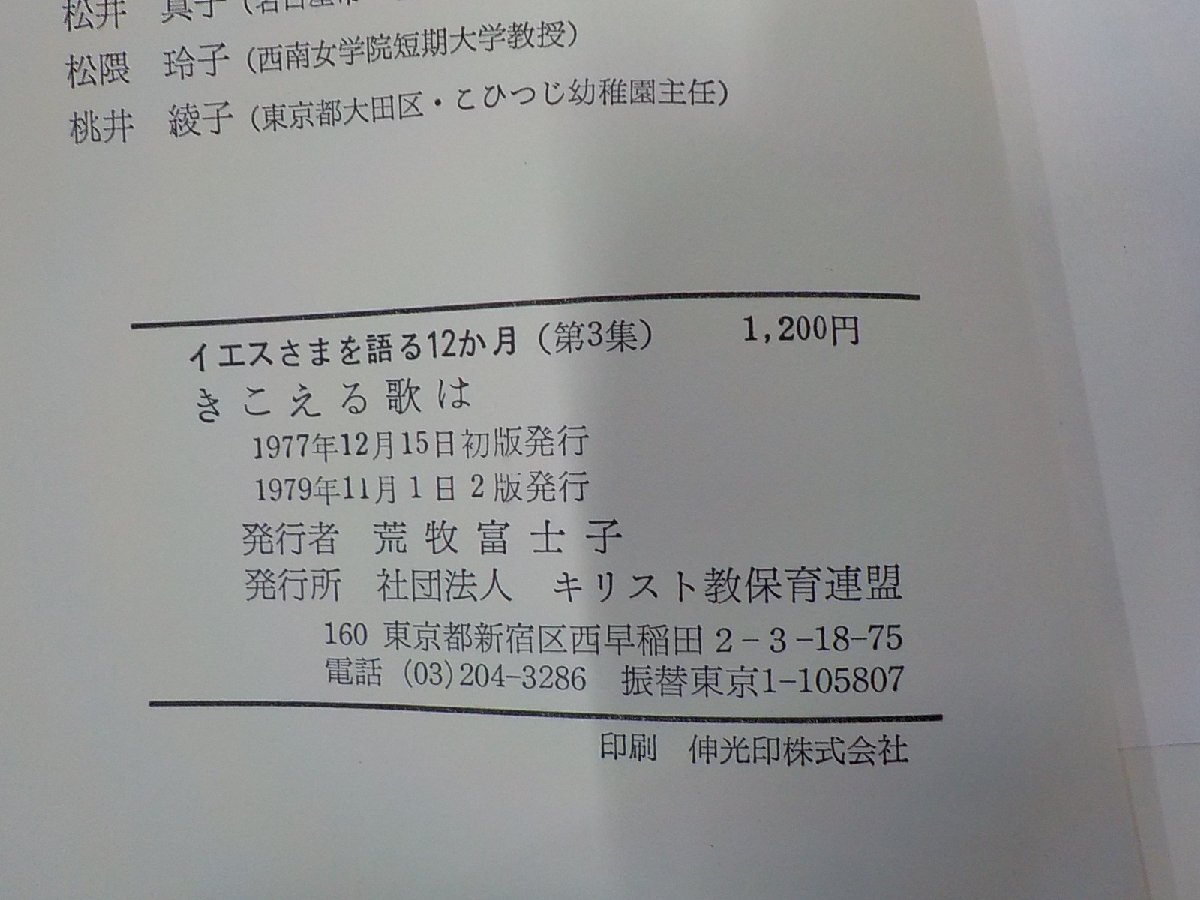 松井 真子
松隈 玲子 (西南女学院短期大学教授)
桃井 綾子 (東京都大田区・こひつじ幼稚園主任)
イエスさまを語る12か月 (第3集) 1,200円
きこえる歌は
1977年12月15日初版発行
1979年11月1日2版発行
発行者 荒牧富士子
発行所 社団法人 キリスト教保育連盟
160 東京都新宿区西早稲田2-3-18-75
電話 (03)204-3286 振替東京1-105807
印刷 伸光印株式会社